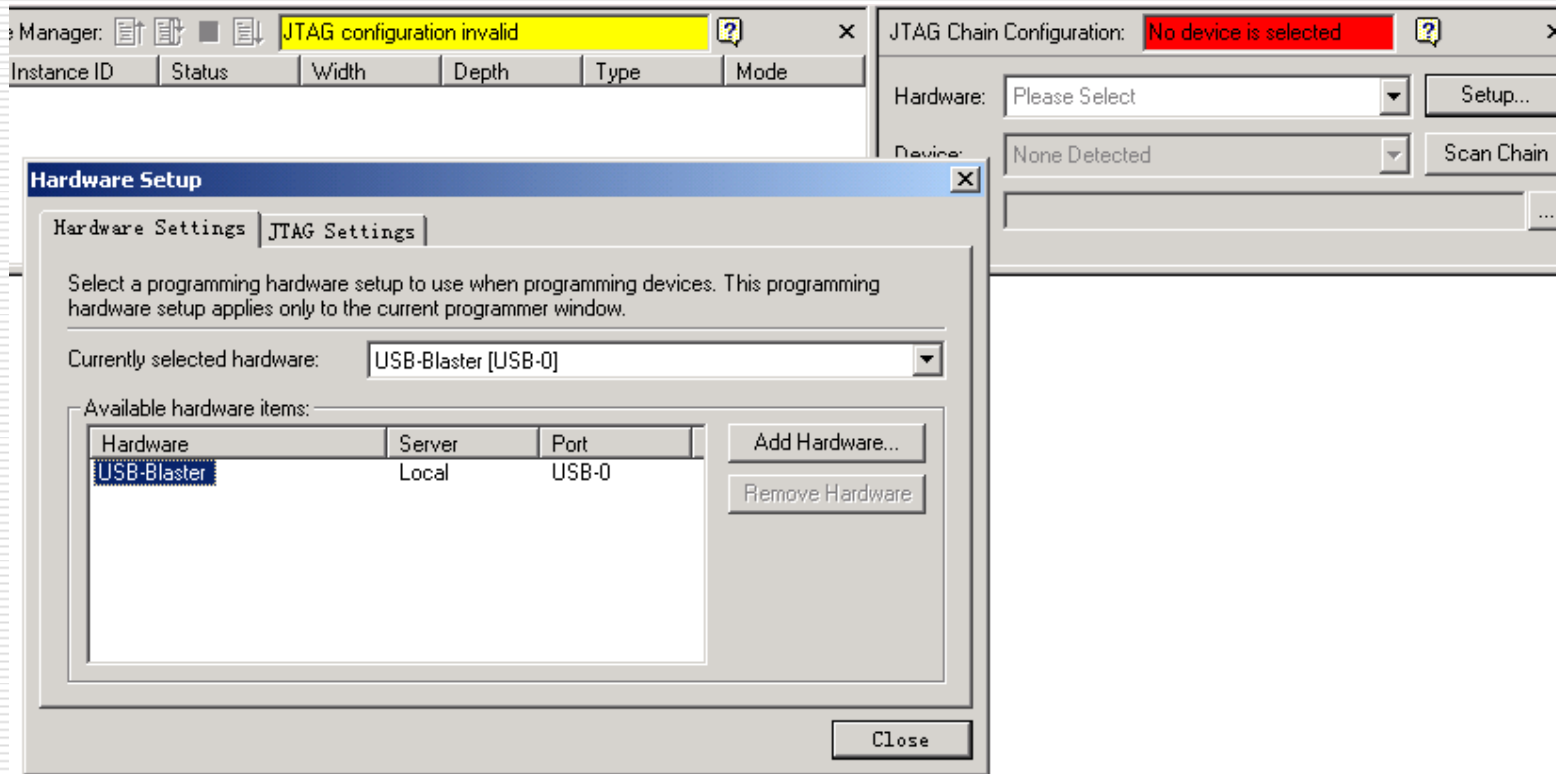 Manager: JTAG configuration invalid
Instance ID Status Width Depth Type Mode
JTAG Chain Configuration: No device is selected
Hardware: Please Select Setup...
Device: None Detected Scan Chain
...
Hardware Setup
Hardware Settings JTAG Settings
Select a programming hardware setup to use when programming devices. This programming
hardware setup applies only to the current programmer window.
Currently selected hardware: USB-Blaster [USB-0]
Available hardware items:
Hardware Server Port
USB-Blaster Local USB-0
Add Hardware...
Remove Hardware
Close